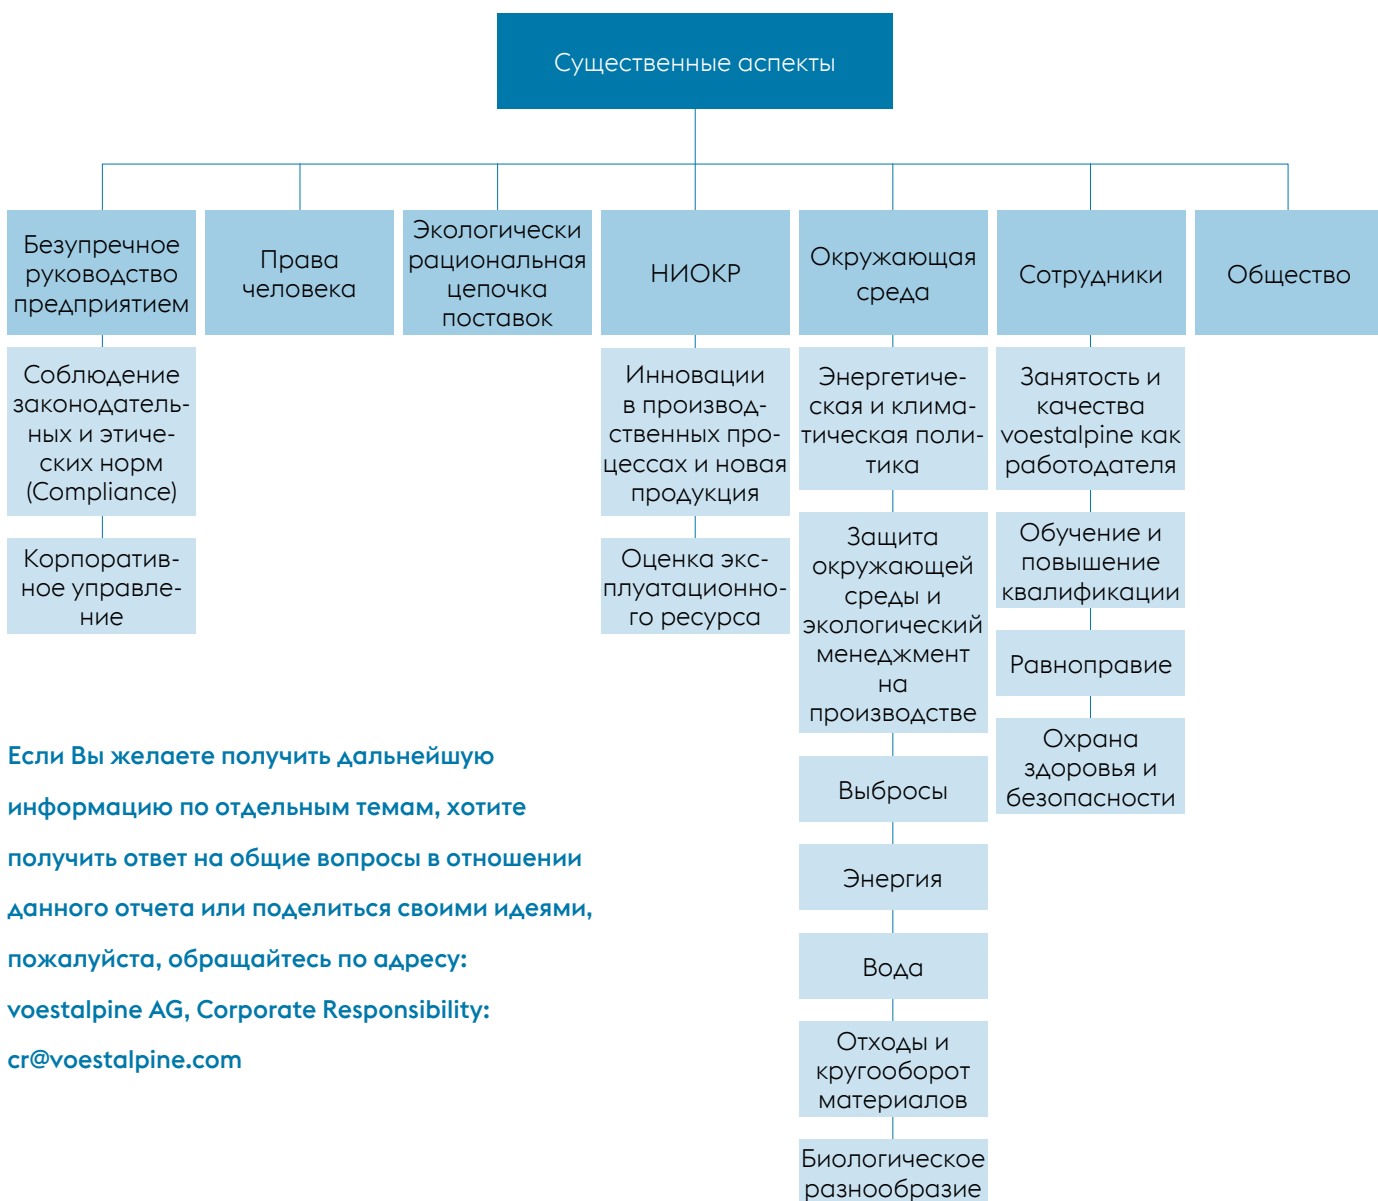 Существенные аспекты
Безупречное
руководство
предприятием
Права
человека
Экологически
рациональная
цепочка
поставок
НИОКР
Окружающая
среда
Сотрудники
Общество
Соблюдение
законодатель-
ных и этиче-
ских норм
(Compliance)
Корпоратив-
ное управле-
ние
Инновации
в производ-
ственных про-
цессах и новая
продукция
Оценка экс-
плуатационно-
го ресурса
Энергетиче-
ская и клима-
тическая поли-
тика
Защита
окружающей
среды и
экологический
менеджмент
на
производстве
Выбросы
Энергия
Вода
Отходы и
кругооборот
материалов
Биологическое
разнообразие
Занятость и
качества
voestalpine как
работодателя
Обучение и
повышение
квалификации
Равноправие
Охрана
здоровья и
безопасности
Если Вы желаете получить дальнейшую
информацию по отдельным темам, хотите
получить ответ на общие вопросы в отношении
данного отчета или поделиться своими идеями,
пожалуйста, обращайтесь по адресу:
voestalpine AG, Corporate Responsibility:
cr@voestalpine.com